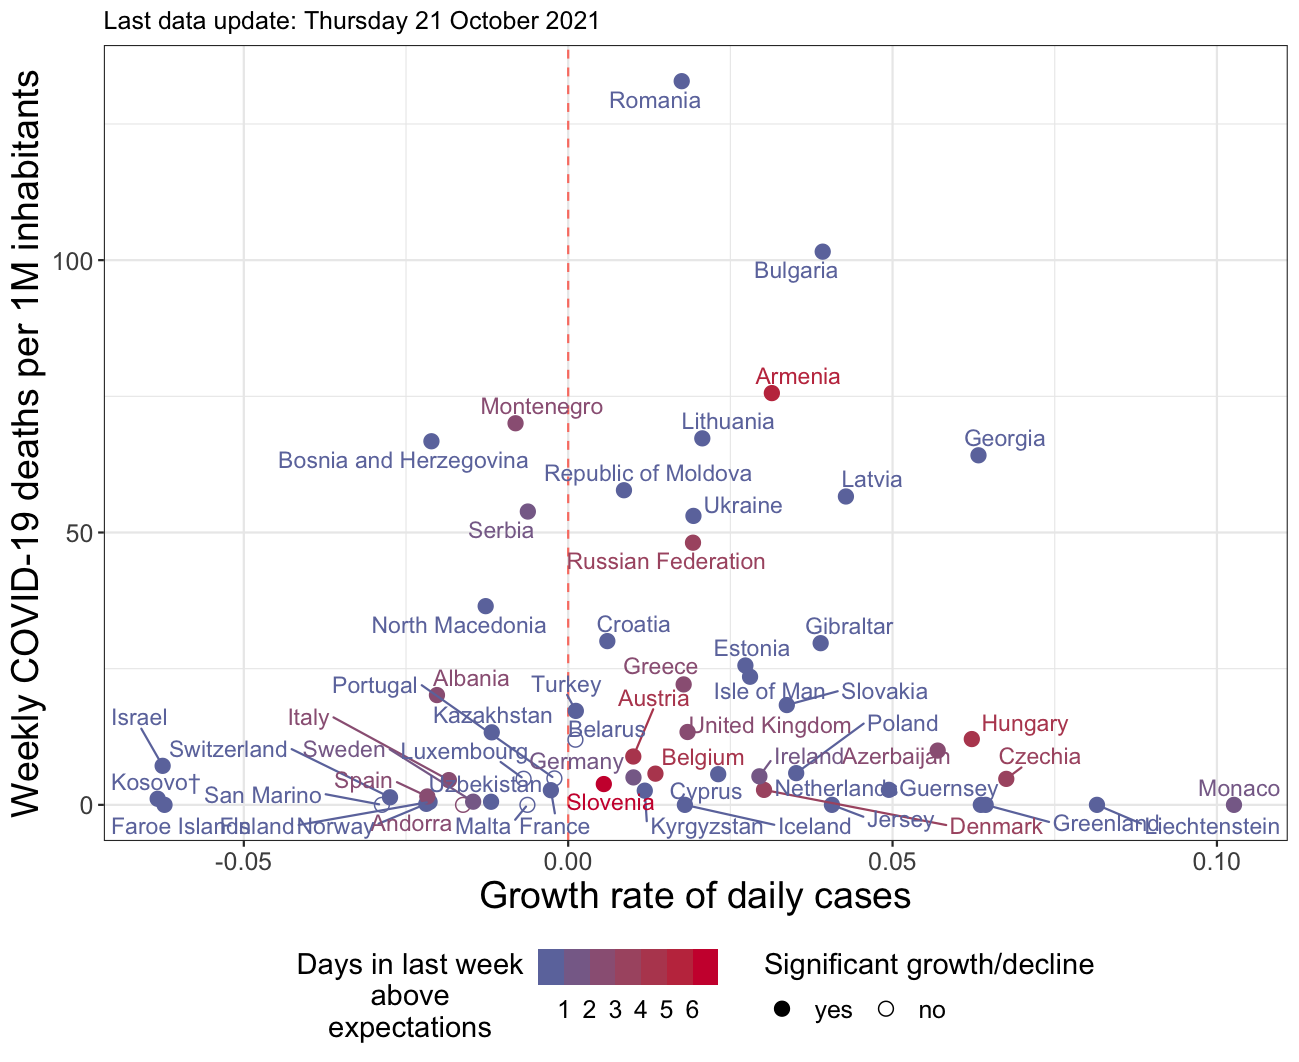 Last data update: Thursday 21 October 2021
Weekly COVID-19 deaths per 1M inhabitants
Romania
100
Bulgaria
Armenia
Montenegro
Lithuania
Georgia
Bosnia and Herzegovina
Republic of Moldova
Latvia
Ukraine
50
Serbia
Russian Federation
North Macedonia
Croatia
Gibraltar
Estonia
Greece
Albania
Portugal
Turkey
Isle of Man
Slovakia
Austria
Israel
Italy
Kazakhstan
Belarus
United Kingdom
Poland
Hungary
Switzerland
Sweden
Luxembourg
Germany
Belgium
Ireland
Azerbaijan
Czechia
Kosovo†
Spain
Uzbekistan
San Marino
Cyprus
Netherlands
Guernsey
Monaco
Slovenia
0
Faroe Islands
Finland
Norway
Andorra
Malta
France
Kyrgyzstan
Iceland
Jersey
Denmark
Greenland
Liechtenstein
-0.05
0.00
0.05
0.10
Growth rate of daily cases
Days in last week
above
expectations
1 2 3 4 5 6
Significant growth/decline
yes
no